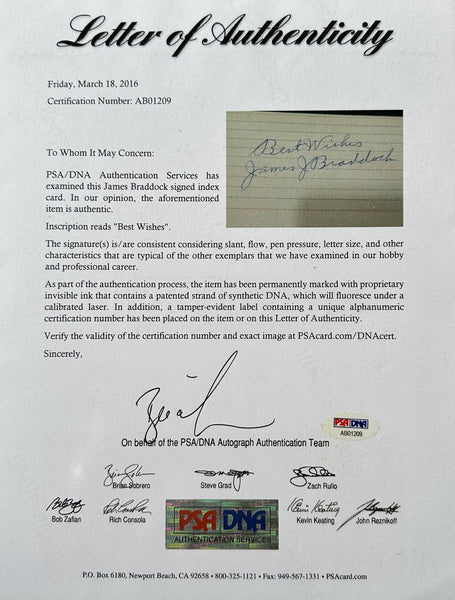 Letter of Authenticity
Friday, March 18, 2016
Certification Number: AB01209
Best Wishes
James J Braddock
To Whom It May Concern:
PSA/DNA Authentication Services has
examined this James Braddock signed index
card. In our opinion, the aforementioned
item is authentic.
Inscription reads "Best Wishes".
The signature(s) is/are consistent considering slant, flow, pen pressure, letter size, and other
characteristics that are typical of the other exemplars that we have examined in our hobby
and professional career.
As part of the authentication process, the item has been permanently marked with proprietary
invisible ink that contains a patented strand of synthetic DNA, which will fluoresce under a
calibrated laser. In addition, a tamper-evident label containing a unique alphanumeric
certification number has been placed on the item or on this Letter of Authenticity.
Verify the validity of the certification number and exact image at PSAcard.com/DNAcert.
Sincerely,
On behalf of the PSA/DNA Autograph Authentication Team
PSA DNA
AB01209
Brian Sobrero
Steve Grad
Zach Rullo
Bob Zafian
Rich Consola
PSA DNA
AUTHENTICATION SERVICES
Kevin Keating
Kevin Keating
John Reznikoff
P.O. Box 6180, Newport Beach, CA 92658 • 800-325-1121 • Fax: 949-567-1331 • PSAcard.com